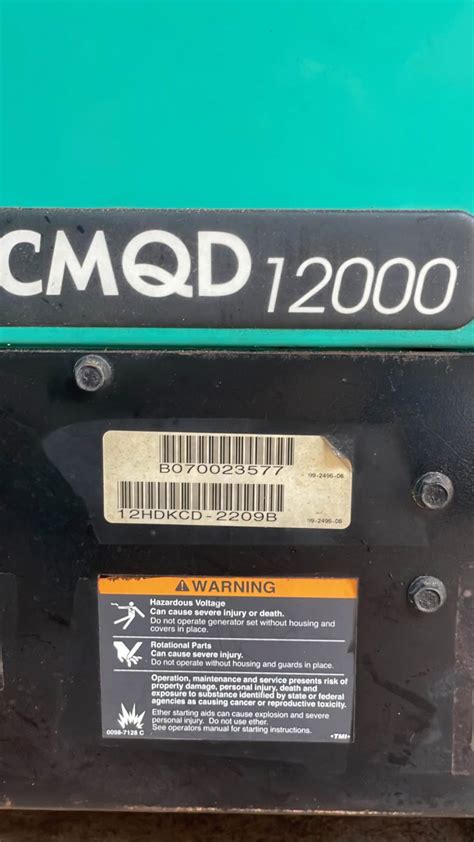 CMQD 12000
B070023577
99-2496-06
12HDKCD-2209B
99-2496-06
WARNING
Hazardous Voltage
Can cause severe injury or death.
Do not operate generator set without housing and
covers in place.
Rotational Parts
Can cause severe injury.
Do not operate without housing and guards in place.
Operation, maintenance and service presents risk of
property damage, personal injury, death and
exposure to substance identified by state or federal
agencies as causing cancer or reproductive toxicity.
Ether starting aids can cause explosion and severe
personal injury. Do not use ether.
See operators manual for starting instructions.
0098-7128 C
•TMI•